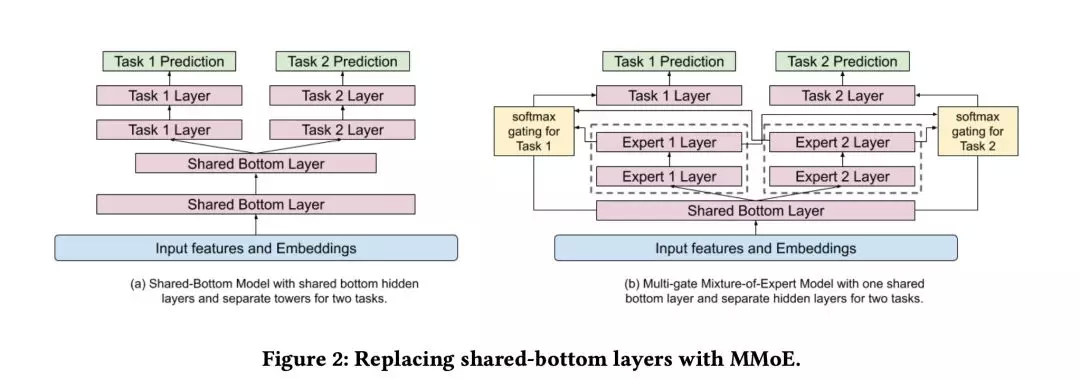 Task 1 Prediction
Task 2 Prediction
Task 1 Layer
Task 2 Layer
Task 1 Layer
Task 2 Layer
Shared Bottom Layer
Shared Bottom Layer
Input features and Embeddings
(a) Shared-Bottom Model with shared bottom hidden
layers and separate towers for two tasks.
Task 1 Prediction
Task 2 Prediction
Task 1 Layer
Task 2 Layer
softmax
gating for
Task 1
Expert 1 Layer
Expert 2 Layer
softmax
gating for
Task 2
Expert 1 Layer
Expert 2 Layer
Shared Bottom Layer
Input features and Embeddings
(b) Multi-gate Mixture-of-Expert Model with one shared
bottom layer and separate hidden layers for two tasks.
Figure 2: Replacing shared-bottom layers with MMoE.